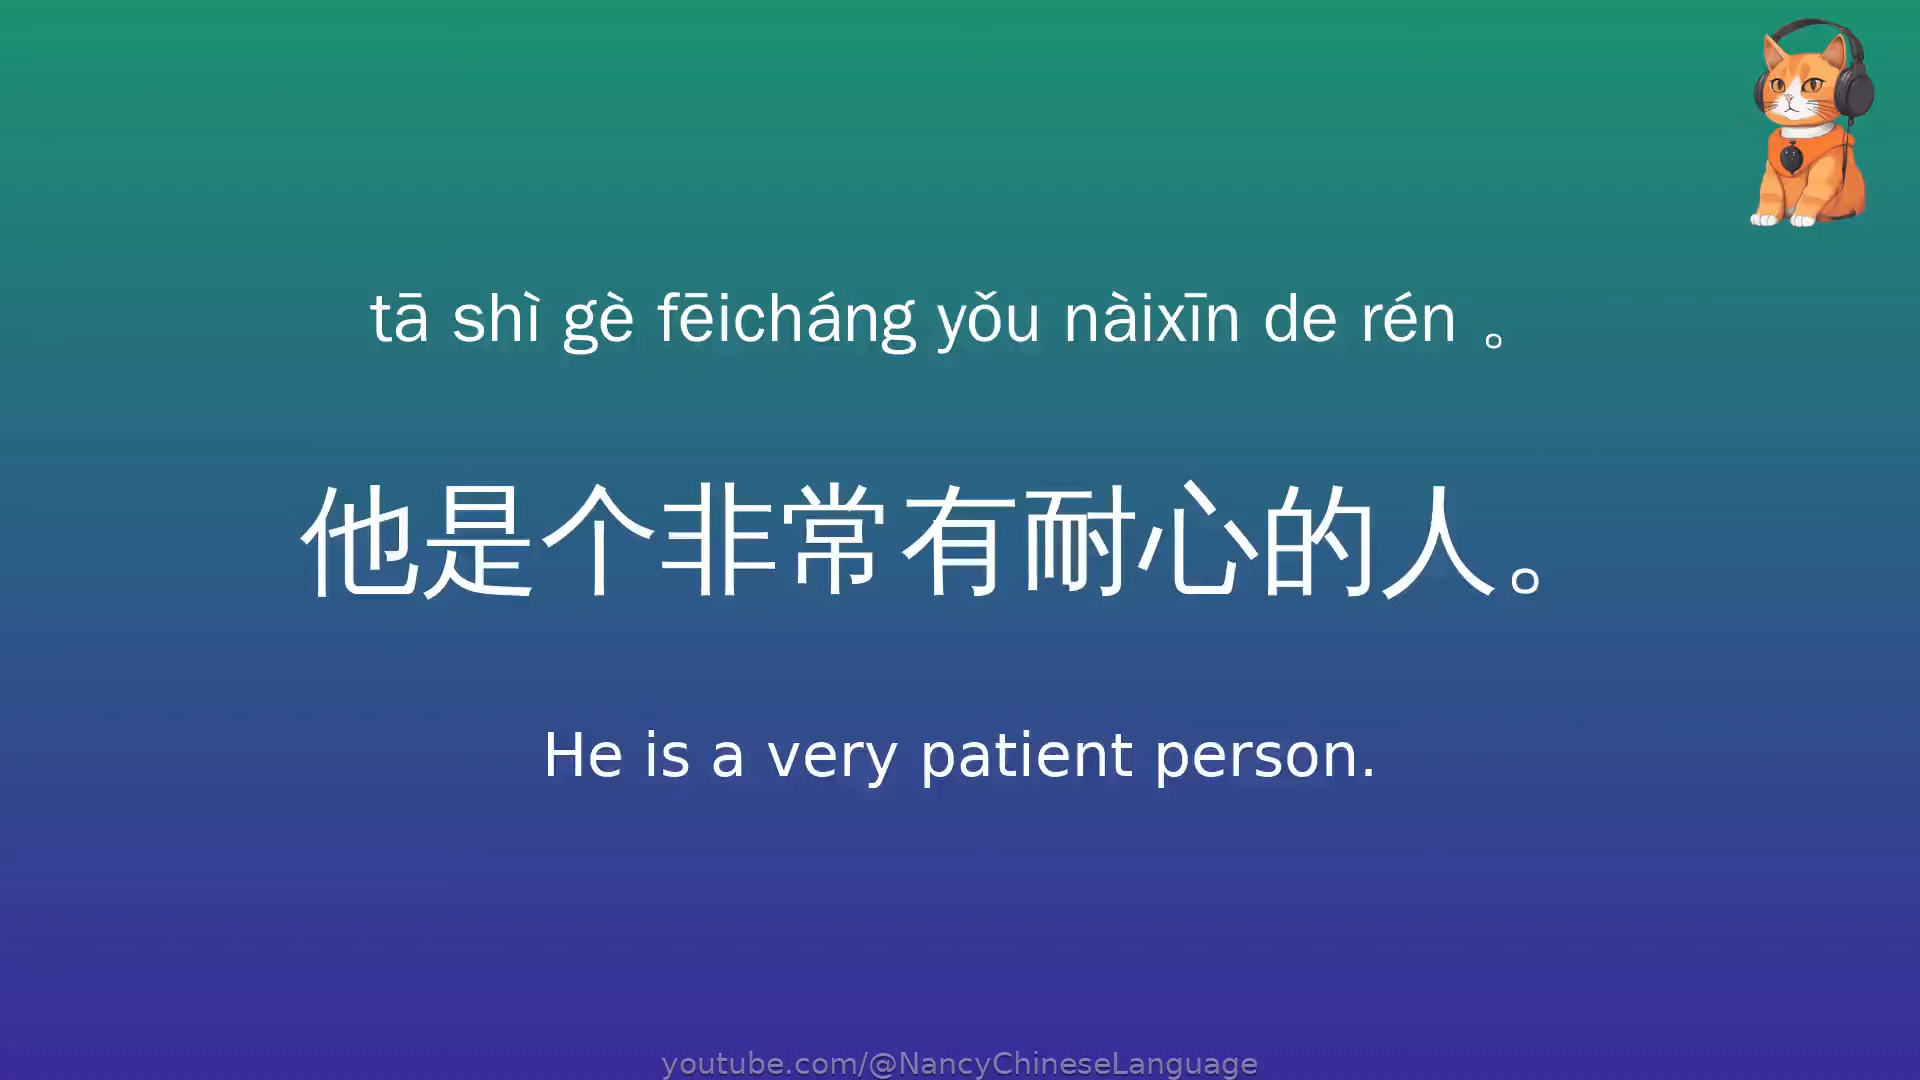 tā shì gè fēicháng yǒu nàixīn de rén 。
他是个非常有耐心的人。
He is a very patient person.
youtube.com/@NancyChineseLanguage